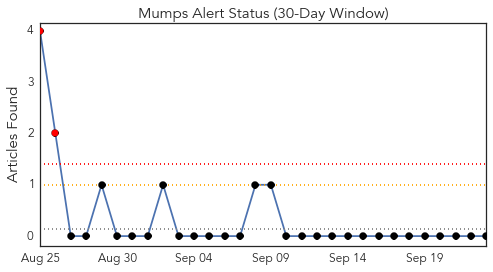 Mumps Alert Status (30-Day Window)
Articles Found
4
3
2
1
0
Aug 25
Aug 30
Sep 04
Sep 09
Sep 14
Sep 19